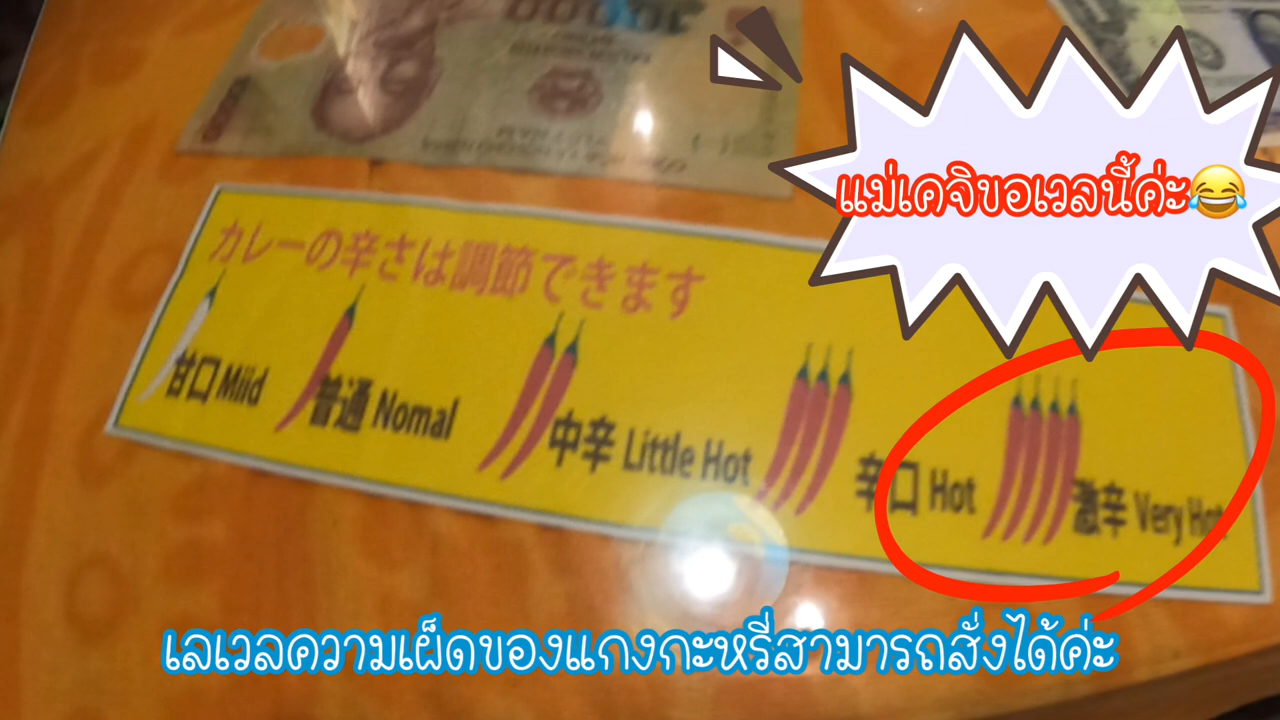 แม่เคจิขอเวลนี้ค่ะ😂
カレーの辛さは調節できます
甘口 Miid
普通 Nomal
中辛 Little Hot
辛口 Hot
激辛 Very Hot
เลเวลความเผ็ดของแกงกะหรี่สามารถสั่งได้ค่ะ